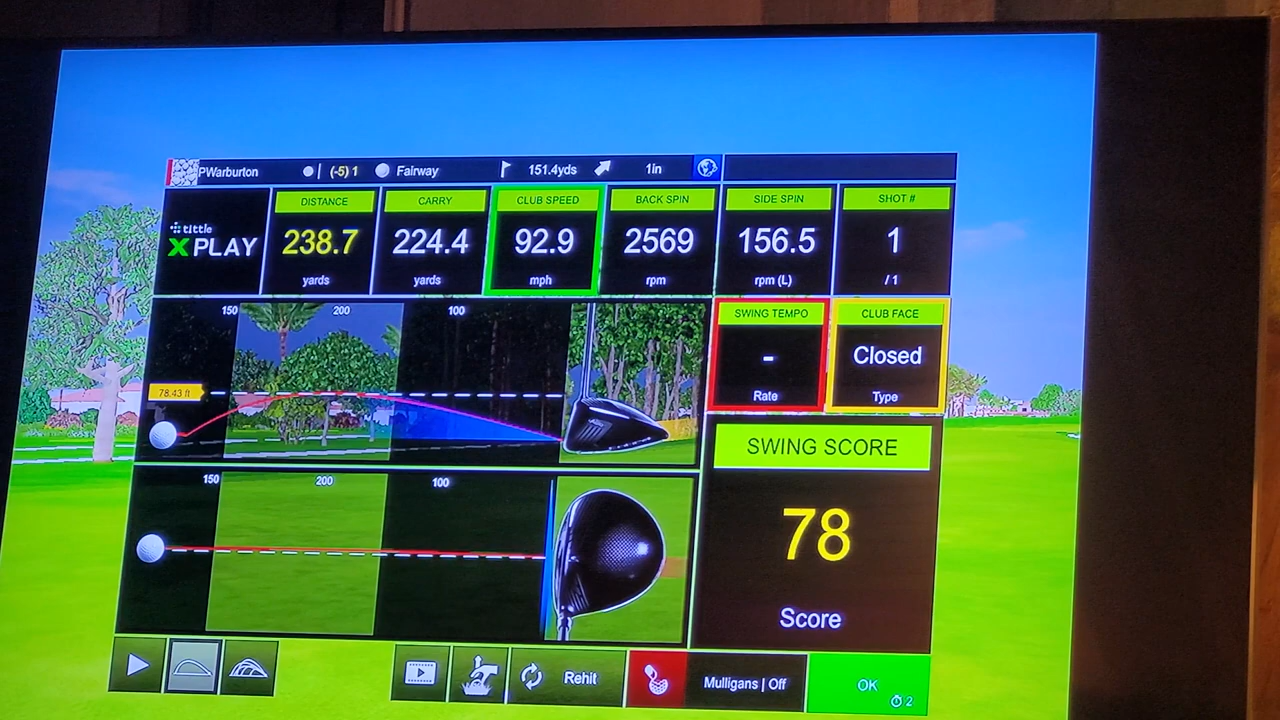 PWarburton (-5) 1 Fairway 151.4yds 1in
DISTANCE CARRY CLUB SPEED BACK SPIN SIDE SPIN SHOT #
tittle
X PLAY
238.7 224.4 92.9 2569 156.5 1
yards yards mph rpm rpm (L) / 1
150 200 100
SWING TEMPO CLUB FACE
- Closed
Rate Type
78.43 ft
SWING SCORE
150 200 100
78
Score
Rehit Mulligans | Off OK
2